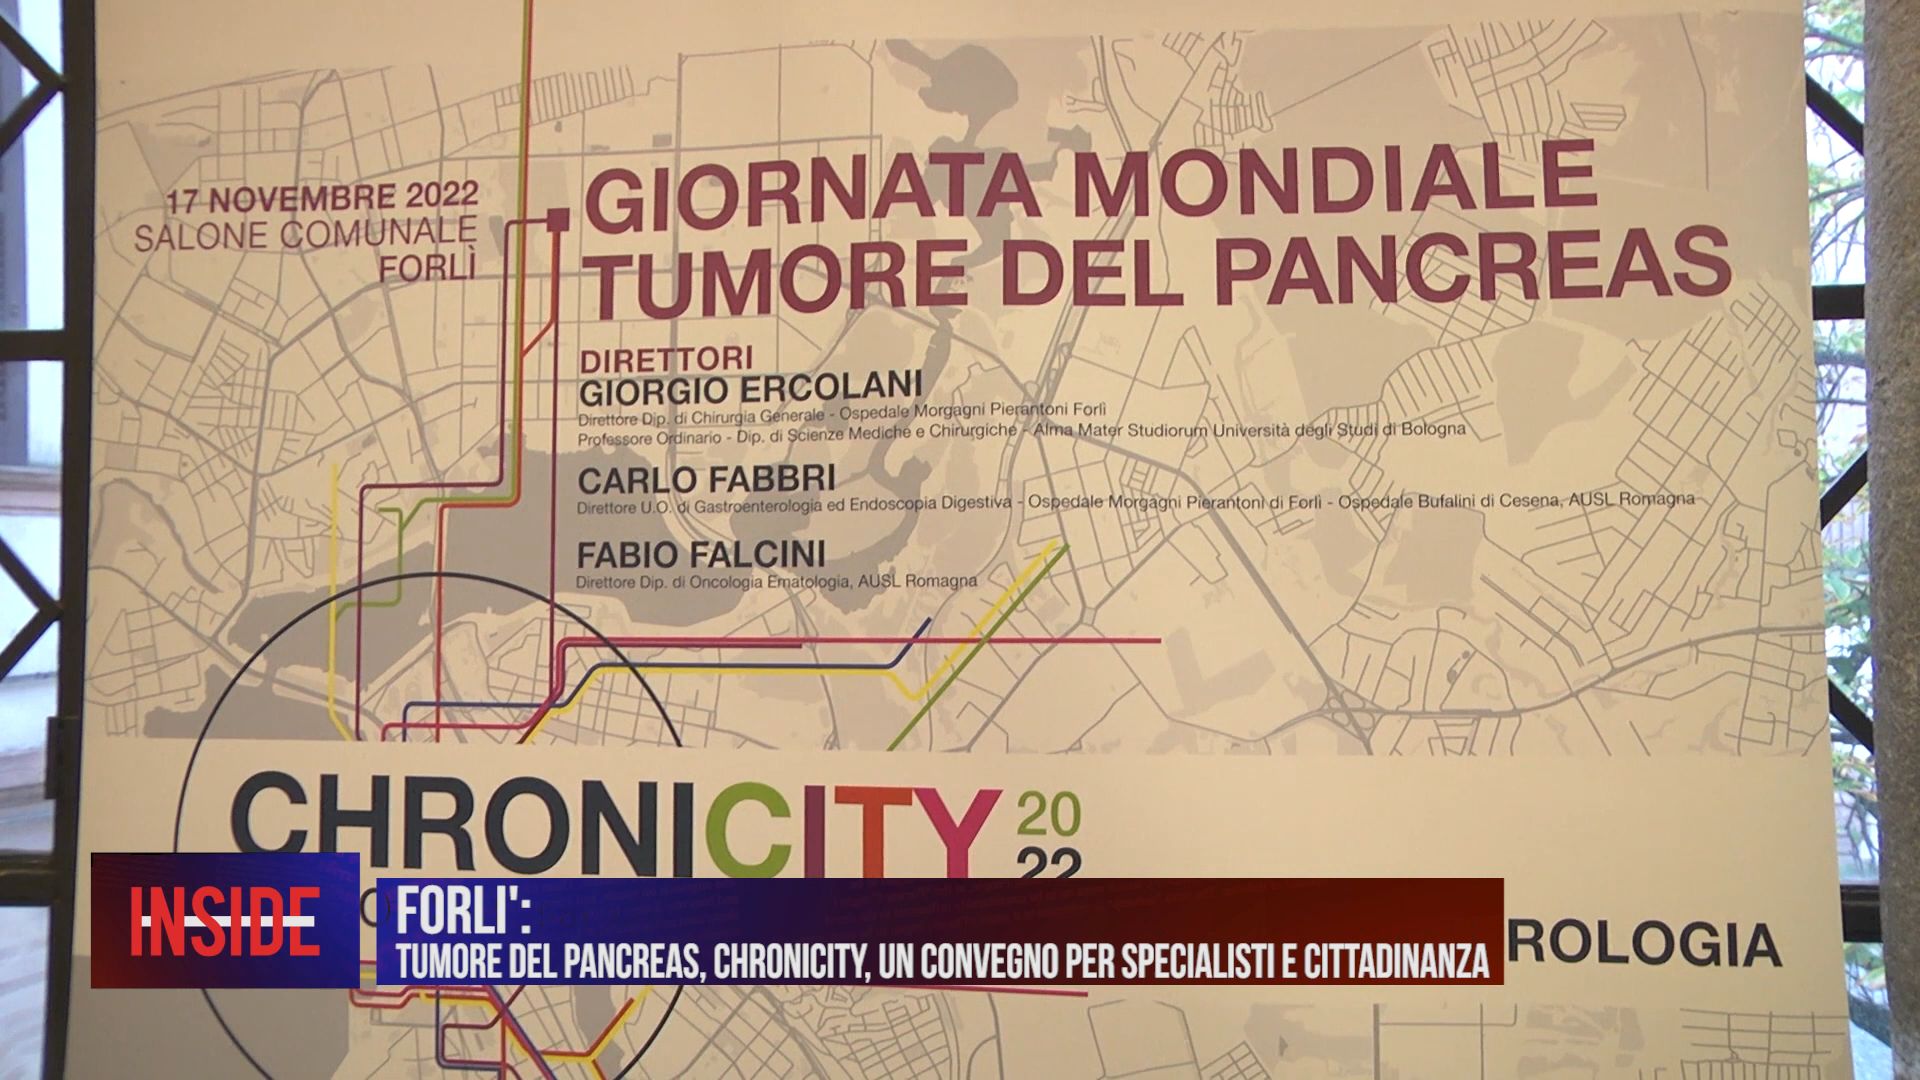 17 NOVEMBRE 2022
SALONE COMUNALE
FORLÌ
GIORNATA MONDIALE
TUMORE DEL PANCREAS
DIRETTORI
GIORGIO ERCOLANI
Direttore Dip. di Chirurgia Generale - Ospedale Morgagni Pierantoni Forlì
Professore Ordinario - Dip. di Scienze Mediche e Chirurgiche - Alma Mater Studiorum Università degli Studi di Bologna
CARLO FABBRI
Direttore U.O. di Gastroenterologia ed Endoscopia Digestiva - Ospedale Morgagni Pierantoni di Forlì - Ospedale Bufalini di Cesena, AUSL Romagna
FABIO FALCINI
Direttore Dip. di Oncologia Ematologia, AUSL Romagna
CHRONICITY 20
22
ROLOGIA
INSIDE
FORLI':
TUMORE DEL PANCREAS, CHRONICITY, UN CONVEGNO PER SPECIALISTI E CITTADINANZA